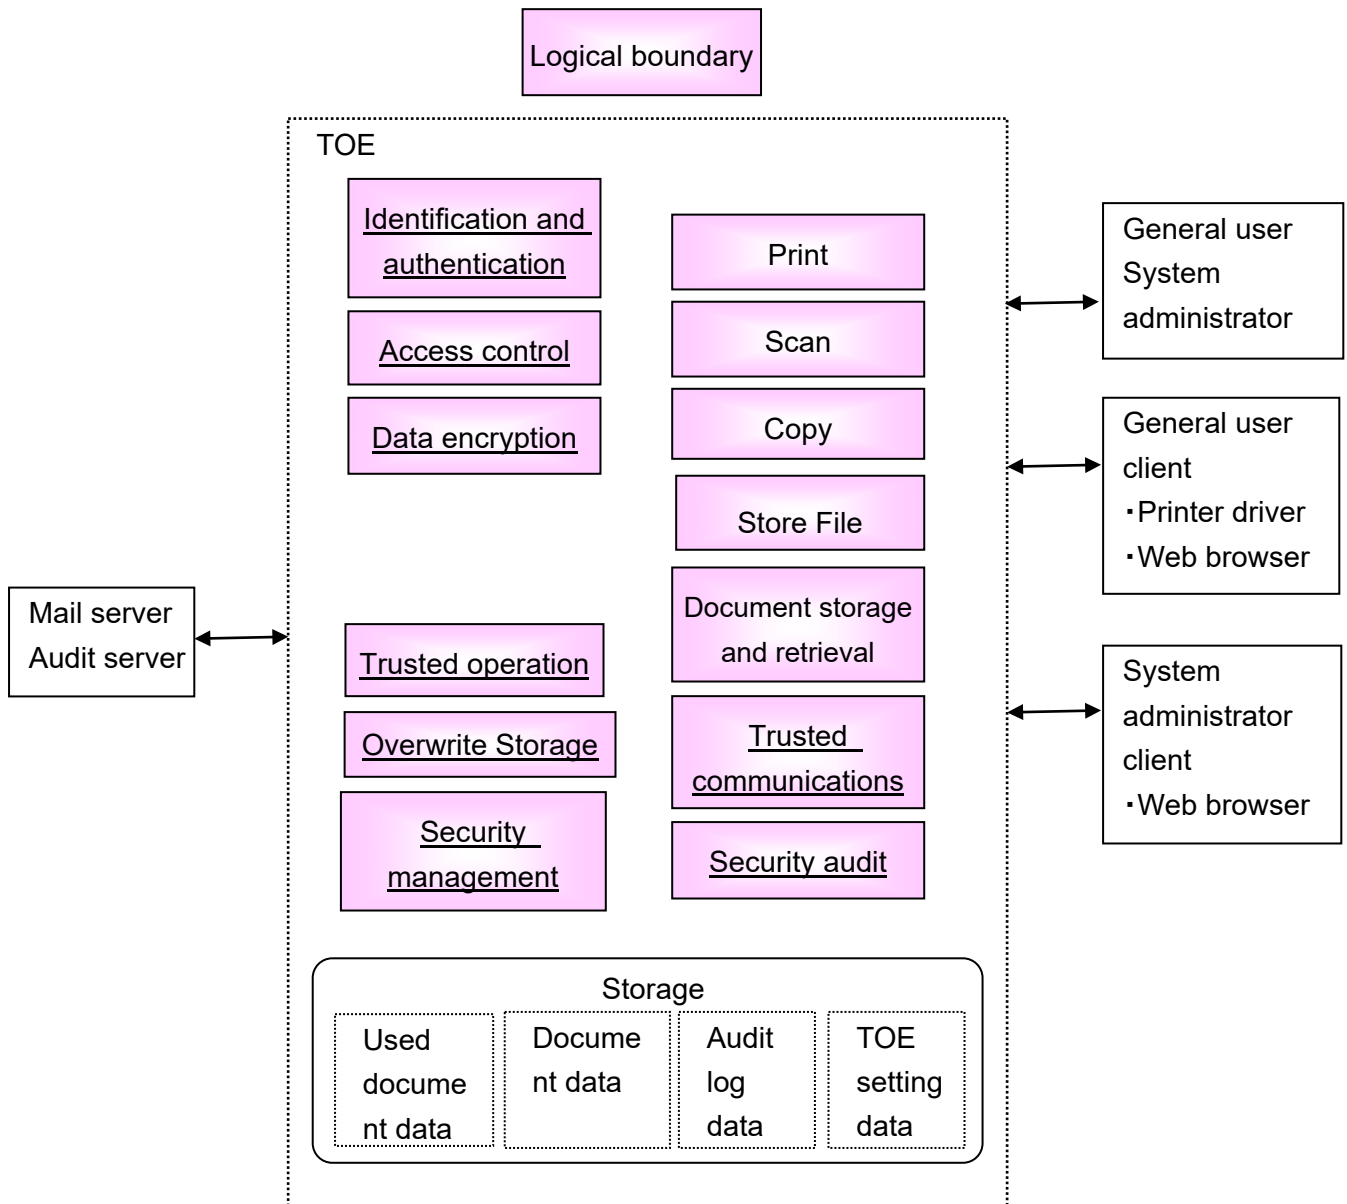 Logical boundary
TOE
Identification and
authentication
Access control
Data encryption
Trusted operation
Overwrite Storage
Security
management
Print
Scan
Copy
Store File
Document storage
and retrieval
Trusted
communications
Security audit
Mail server
Audit server
General user
System
administrator
General user
client
・Printer driver
・Web browser
System
administrator
client
・Web browser
Storage
Used
docume
nt data
Docume
nt data
Audit
log
data
TOE
setting
data